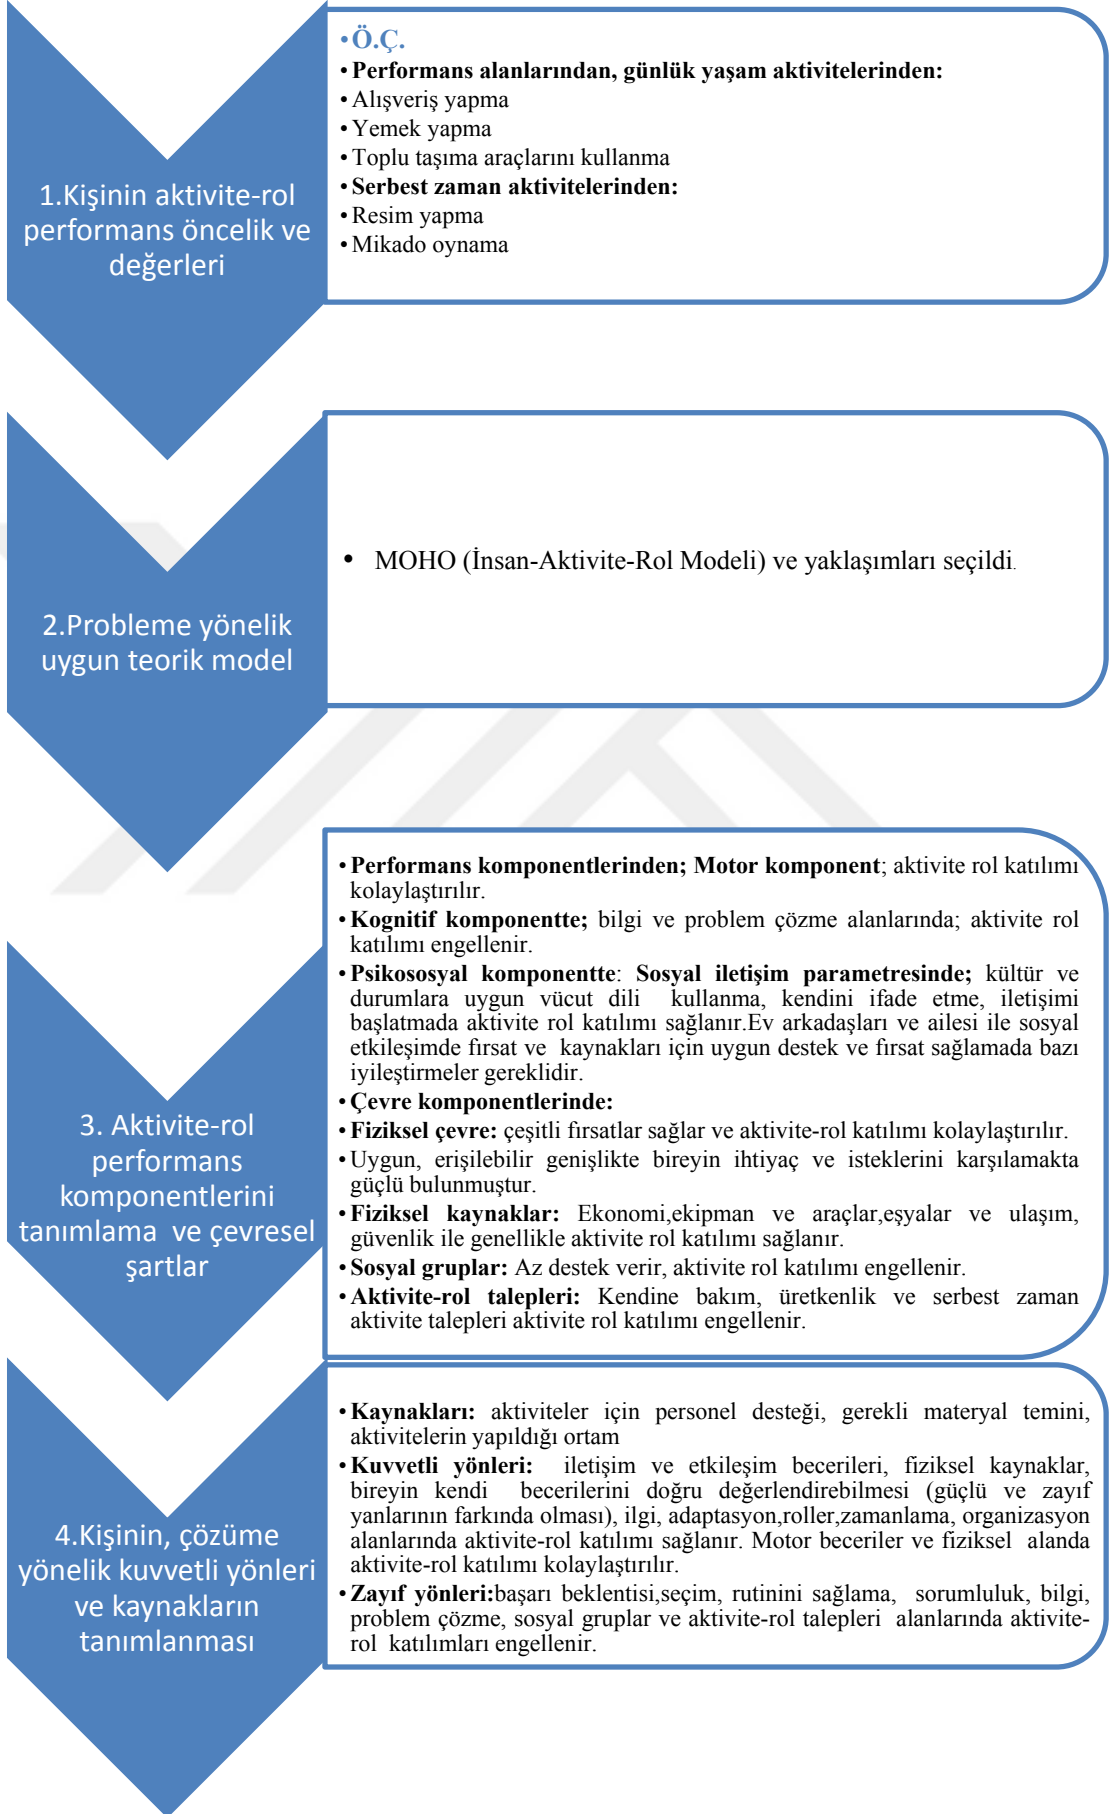 •Ö.Ç.
•Performans alanlarından, günlük yaşam aktivitelerinden:
•Alışveriş yapma
•Yemek yapma
•Toplu taşıma araçlarını kullanma
•Serbest zaman aktivitelerinden:
•Resim yapma
•Mikado oynama
1.Kişinin aktivite-rol
performans öncelik ve
değerleri
• MOHO (İnsan-Aktivite-Rol Modeli) ve yaklaşımları seçildi.
2.Probleme yönelik
uygun teorik model
•Performans komponentlerinden; Motor komponent; aktivite rol katılımı
kolaylaştırılır.
•Kognitif komponentte; bilgi ve problem çözme alanlarında; aktivite rol
katılımı engellenir.
•Psikososyal komponentte: Sosyal iletişim parametresinde; kültür ve
durumlara uygun vücut dili kullanma, kendini ifade etme, iletişimi
başlatmada aktivite rol katılımı sağlanır.Ev arkadaşları ve ailesi ile sosyal
etkileşimde fırsat ve kaynakları için uygun destek ve fırsat sağlamada bazı
iyileştirmeler gereklidir.
•Çevre komponentlerinde:
•Fiziksel çevre: çeşitli fırsatlar sağlar ve aktivite-rol katılımı kolaylaştırılır.
•Uygun, erişilebilir genişlikte bireyin ihtiyaç ve isteklerini karşılamakta
güçlü bulunmuştur.
•Fiziksel kaynaklar: Ekonomi,ekipman ve araçlar,eşyalar ve ulaşım,
güvenlik ile genellikle aktivite rol katılımı sağlanır.
•Sosyal gruplar: Az destek verir, aktivite rol katılımı engellenir.
•Aktivite-rol talepleri: Kendine bakım, üretkenlik ve serbest zaman
aktivite talepleri aktivite rol katılımı engellenir.
3. Aktivite-rol
performans
komponentlerini
tanımlama ve çevresel
şartlar
•Kaynakları: aktiviteler için personel desteği, gerekli materyal temini,
aktivitelerin yapıldığı ortam
•Kuvvetli yönleri: iletişim ve etkileşim becerileri, fiziksel kaynaklar,
bireyin kendi becerilerini doğru değerlendirebilmesi (güçlü ve zayıf
yanlarının farkında olması), ilgi, adaptasyon,roller,zamanlama, organizasyon
alanlarında aktivite-rol katılımı sağlanır. Motor beceriler ve fiziksel alanda
aktivite-rol katılımı kolaylaştırılır.
•Zayıf yönleri:başarı beklentisi,seçim, rutinini sağlama, sorumluluk, bilgi,
problem çözme, sosyal gruplar ve aktivite-rol talepleri alanlarında aktivite-
rol katılımları engellenir.
4.Kişinin, çözüme
yönelik kuvvetli yönleri
ve kaynakların
tanımlanması